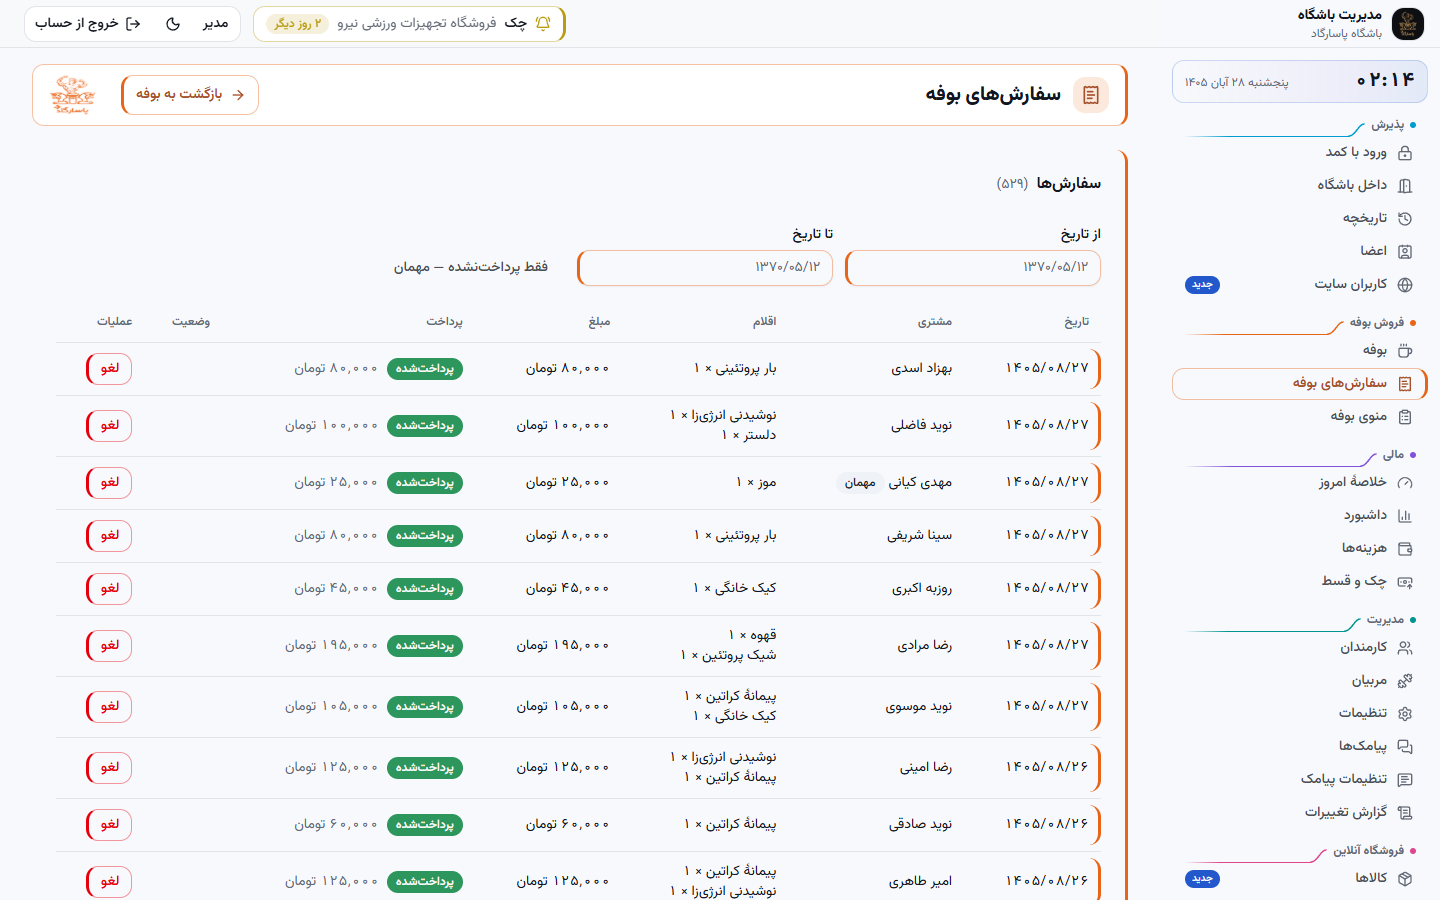 مدیریت باشگاه
باشگاه پاسارگاد
چک فروشگاه تجهیزات ورزشی نیرو ۲ روز دیگر
مدیر
خروج از حساب
۰۲:۱۴
پنجشنبه ۲۸ آبان ۱۴۰۵
پذیرش
ورود با کمد
داخل باشگاه
تاریخچه
اعضا
کاربران سایت جدید
فروش بوفه
بوفه
سفارش‌های بوفه
منوی بوفه
مالی
خلاصهٔ امروز
داشبورد
هزینه‌ها
چک و قسط
مدیریت
کارمندان
مربیان
تنظیمات
پیامک‌ها
تنظیمات پیامک
گزارش تغییرات
فروشگاه آنلاین
کالاها جدید
سفارش‌های بوفه
بازگشت به بوفه
پاسارگاد
سفارش‌ها (۵۲۹)
از تاریخ تا تاریخ
۱۳۷۰/۰۵/۱۲ ۱۳۷۰/۰۵/۱۲ فقط پرداخت‌نشده — مهمان
تاریخ مشتری اقلام مبلغ پرداخت وضعیت عملیات
۱۴۰۵/۰۸/۲۷ بهزاد اسدی بار پروتئینی × ۱ ۸۰,۰۰۰ تومان پرداخت‌شده ۸۰,۰۰۰ تومان لغو
۱۴۰۵/۰۸/۲۷ نوید فاضلی نوشیدنی انرژی‌زا × ۱ ۱۰۰,۰۰۰ تومان پرداخت‌شده ۱۰۰,۰۰۰ تومان لغو
دلستر × ۱
۱۴۰۵/۰۸/۲۷ مهدی کیانی مهمان موز × ۱ ۲۵,۰۰۰ تومان پرداخت‌شده ۲۵,۰۰۰ تومان لغو
۱۴۰۵/۰۸/۲۷ سینا شریفی بار پروتئینی × ۱ ۸۰,۰۰۰ تومان پرداخت‌شده ۸۰,۰۰۰ تومان لغو
۱۴۰۵/۰۸/۲۷ روزبه اکبری کیک خانگی × ۱ ۴۵,۰۰۰ تومان پرداخت‌شده ۴۵,۰۰۰ تومان لغو
۱۴۰۵/۰۸/۲۷ رضا مرادی قهوه × ۱ ۱۹۵,۰۰۰ تومان پرداخت‌شده ۱۹۵,۰۰۰ تومان لغو
شیک پروتئین × ۱
۱۴۰۵/۰۸/۲۷ نوید موسوی پیمانهٔ کراتین × ۱ ۱۰۵,۰۰۰ تومان پرداخت‌شده ۱۰۵,۰۰۰ تومان لغو
کیک خانگی × ۱
۱۴۰۵/۰۸/۲۶ رضا امینی نوشیدنی انرژی‌زا × ۱ ۱۲۵,۰۰۰ تومان پرداخت‌شده ۱۲۵,۰۰۰ تومان لغو
پیمانهٔ کراتین × ۱
۱۴۰۵/۰۸/۲۶ نوید صادقی پیمانهٔ کراتین × ۱ ۶۰,۰۰۰ تومان پرداخت‌شده ۶۰,۰۰۰ تومان لغو
۱۴۰۵/۰۸/۲۶ امیر طاهری پیمانهٔ کراتین × ۱ ۱۲۵,۰۰۰ تومان پرداخت‌شده ۱۲۵,۰۰۰ تومان لغو
نوشیدنی انرژی‌زا × ۱